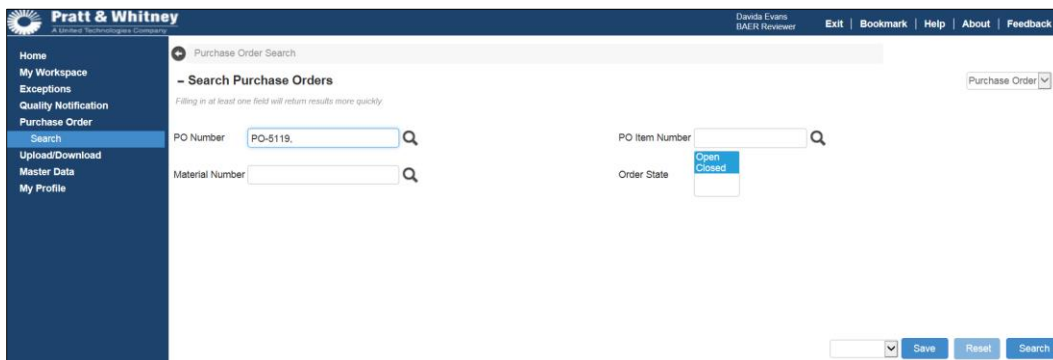 Pratt & Whitney
A United Technologies Company
Davida Evans
BAER Reviewer
Exit | Bookmark | Help | About | Feedback
Home
My Workspace
Exceptions
Quality Notification
Purchase Order
Search
Upload/Download
Master Data
My Profile
Purchase Order Search
– Search Purchase Orders
Purchase Order
Filling in at least one field will return results more quickly
PO Number PO-5119,
PO Item Number
Material Number
Order State
Open
Closed
Save Reset Search